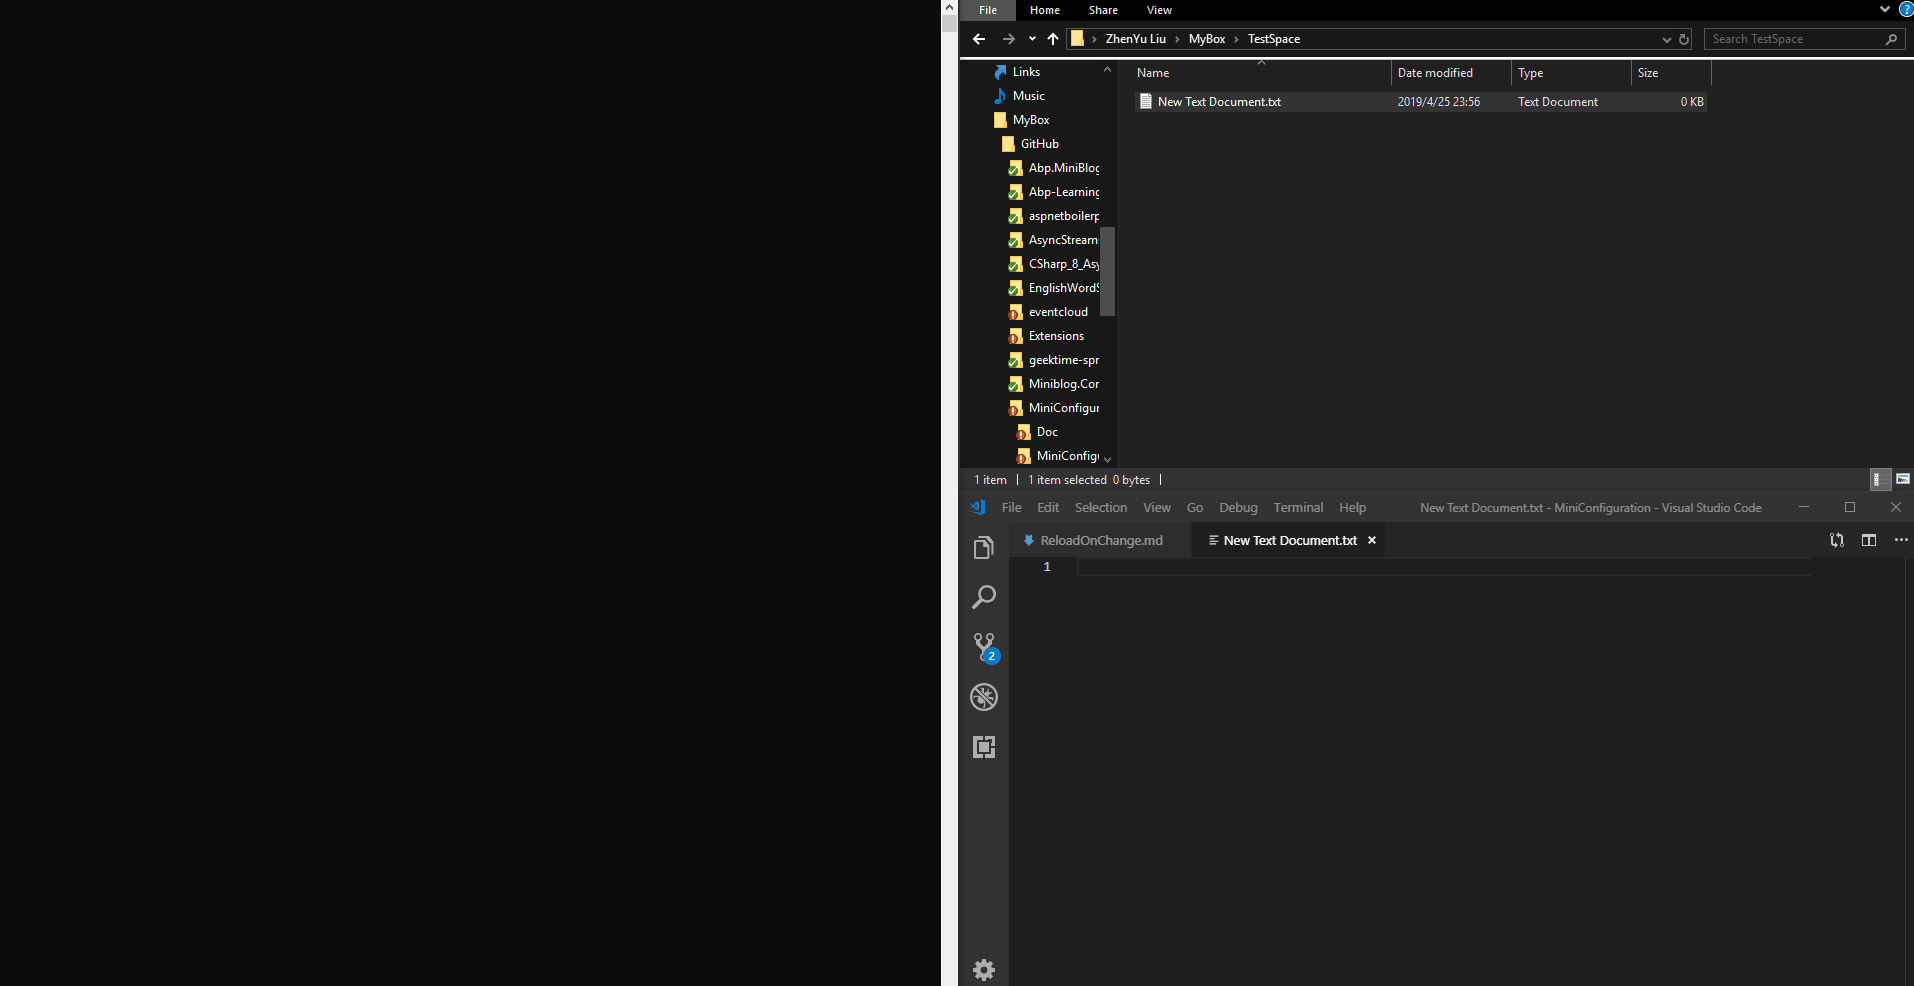 File Home Share View
ZhenYu Liu MyBox TestSpace Search TestSpace
Links
Music
MyBox
GitHub
Abp.MiniBlog
Abp-Learning
aspnetboilerp
AsyncStream
CSharp_8_Asy
EnglishWordS
eventcloud
Extensions
geektime-spr
Miniblog.Cor
MiniConfigur
Doc
MiniConfigu
Name Date modified Type Size
New Text Document.txt 2019/4/25 23:56 Text Document 0 KB
1 item 1 item selected 0 bytes
File Edit Selection View Go Debug Terminal Help New Text Document.txt - MiniConfiguration - Visual Studio Code
ReloadOnChange.md New Text Document.txt
1
2